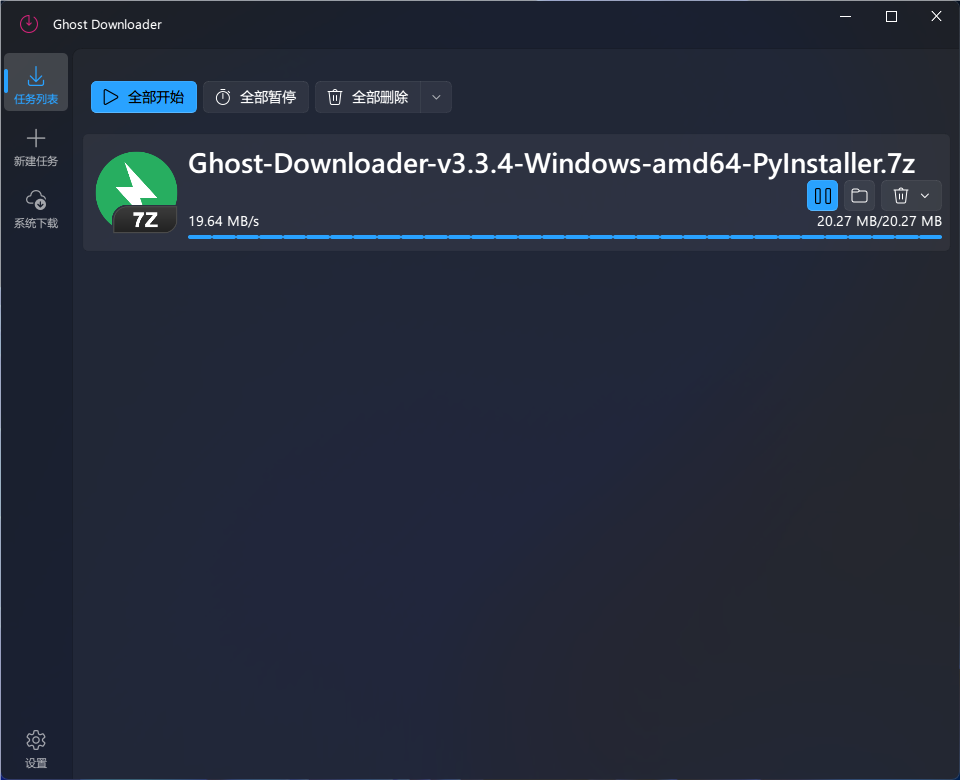 Ghost Downloader
任务列表
新建任务
系统下载
设置
全部开始 全部暂停 全部删除
Ghost-Downloader-v3.3.4-Windows-amd64-PyInstaller.7z
7Z
19.64 MB/s 20.27 MB/20.27 MB